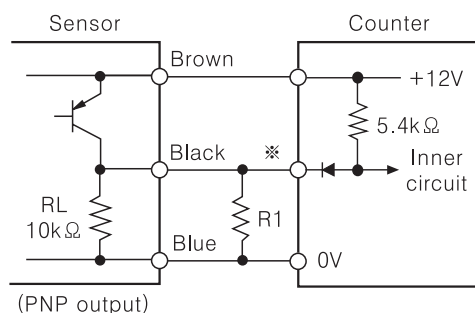 Sensor
Counter
Brown
+12V
5.4kΩ
Black
※
Inner
circuit
RL
10kΩ
R1
Blue
0V
(PNP output)